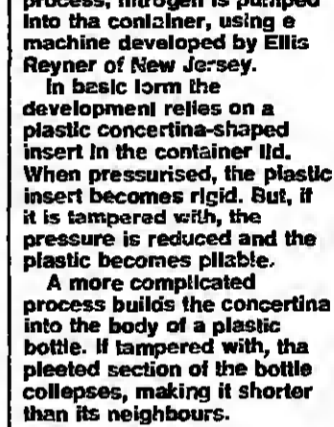 process, nitrogen is pumped
into tha container, using e
machine developed by Ellis
Reyner of New Jersey.
In basic form the
development relies on a
plastic concertina-shaped
insert in the container lid.
When pressurised, the plastic
insert becomes rigid. But, if
it is tampered with, the
pressure is reduced and the
plastic becomes pliable.
A more complicated
process builds the concertina
into the body of a plastic
bottle. If tampered with, tha
pleeted section of the bottle
collapses, making it shorter
than its neighbours.